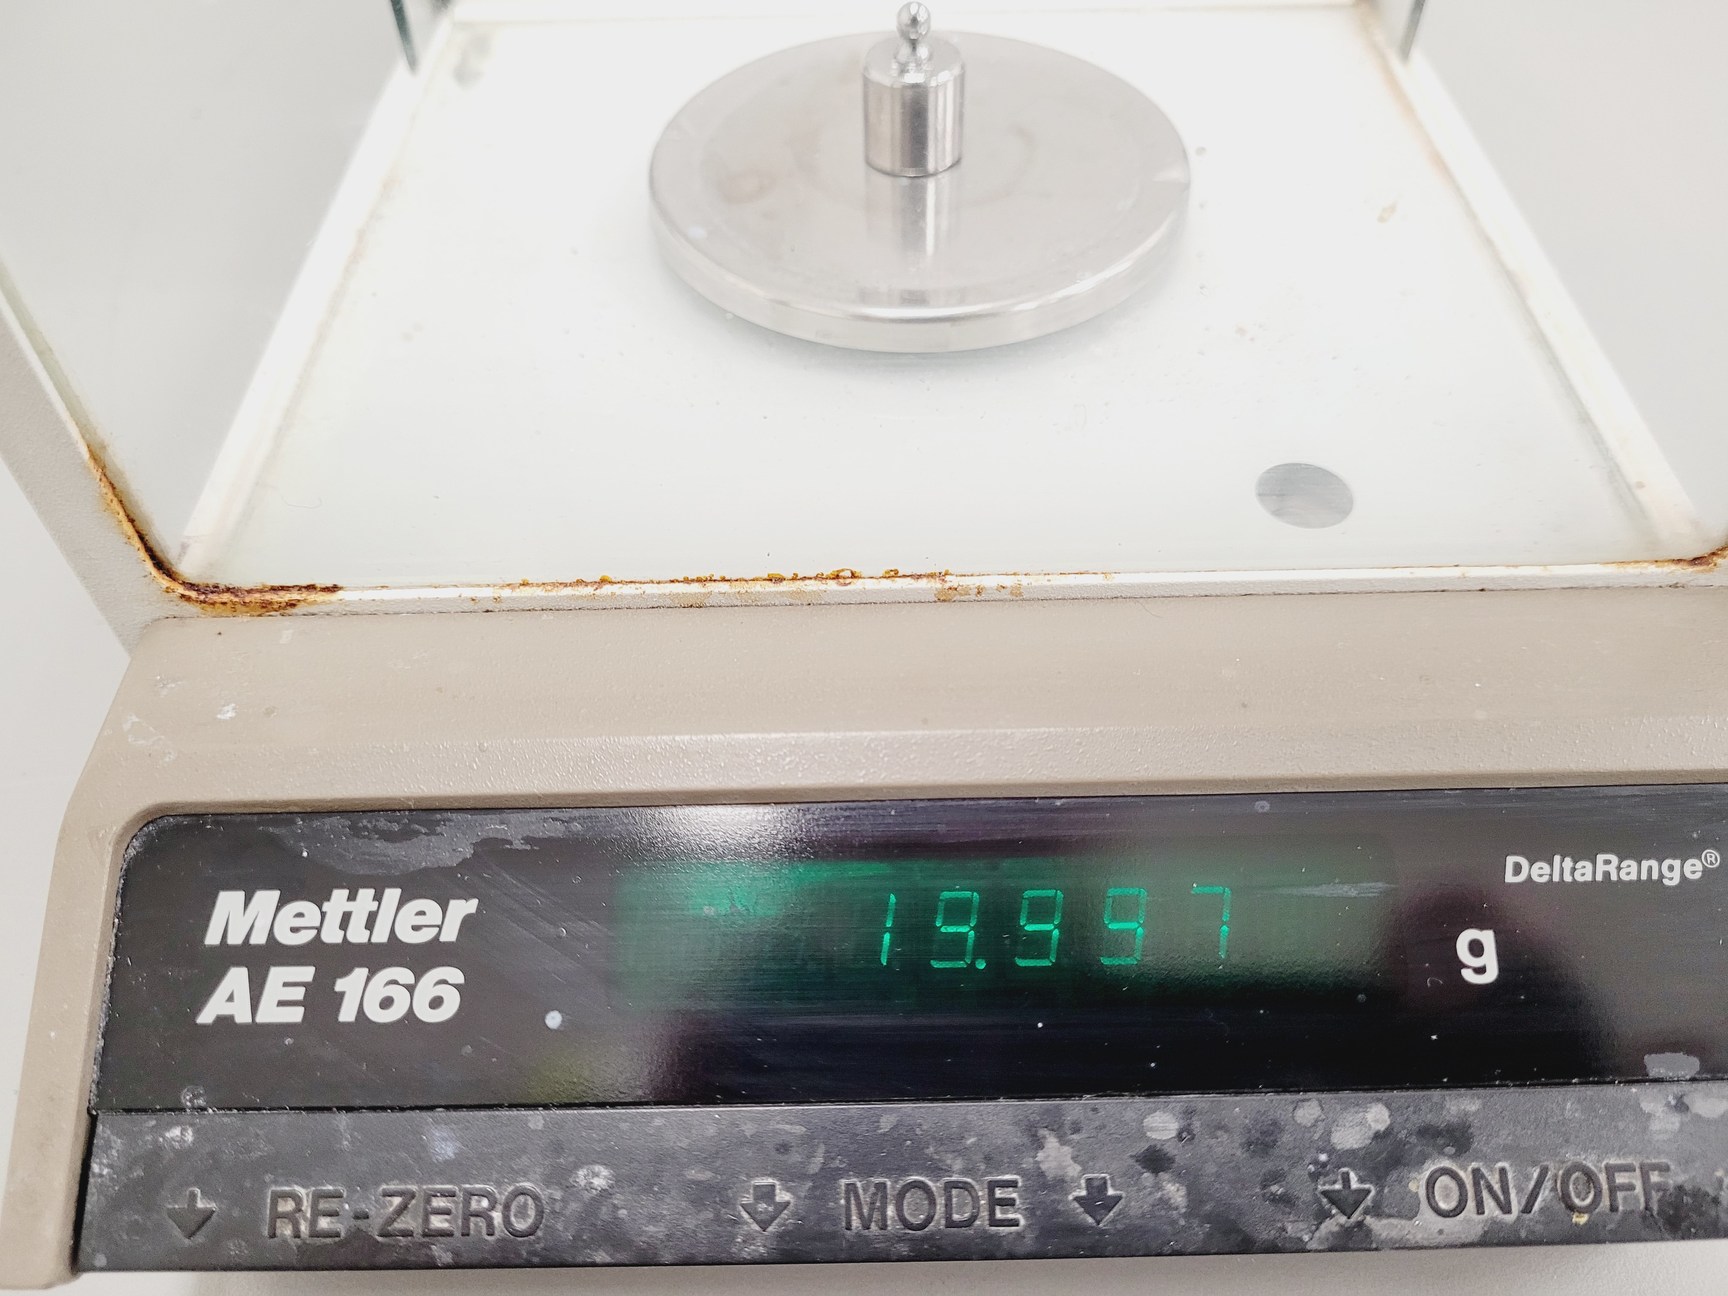 Mettler
AE 166
19.997
g
DeltaRange®
RE-ZERO
MODE
ON/OFF